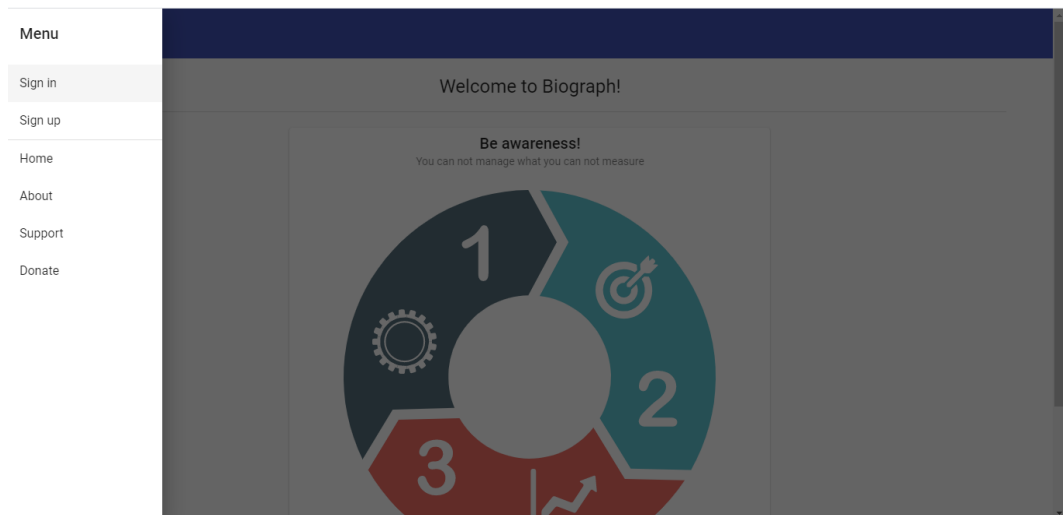 Menu
Sign in
Sign up
Home
About
Support
Donate
Welcome to Biograph!
Be awareness!
You can not manage what you can not measure
1
2
3